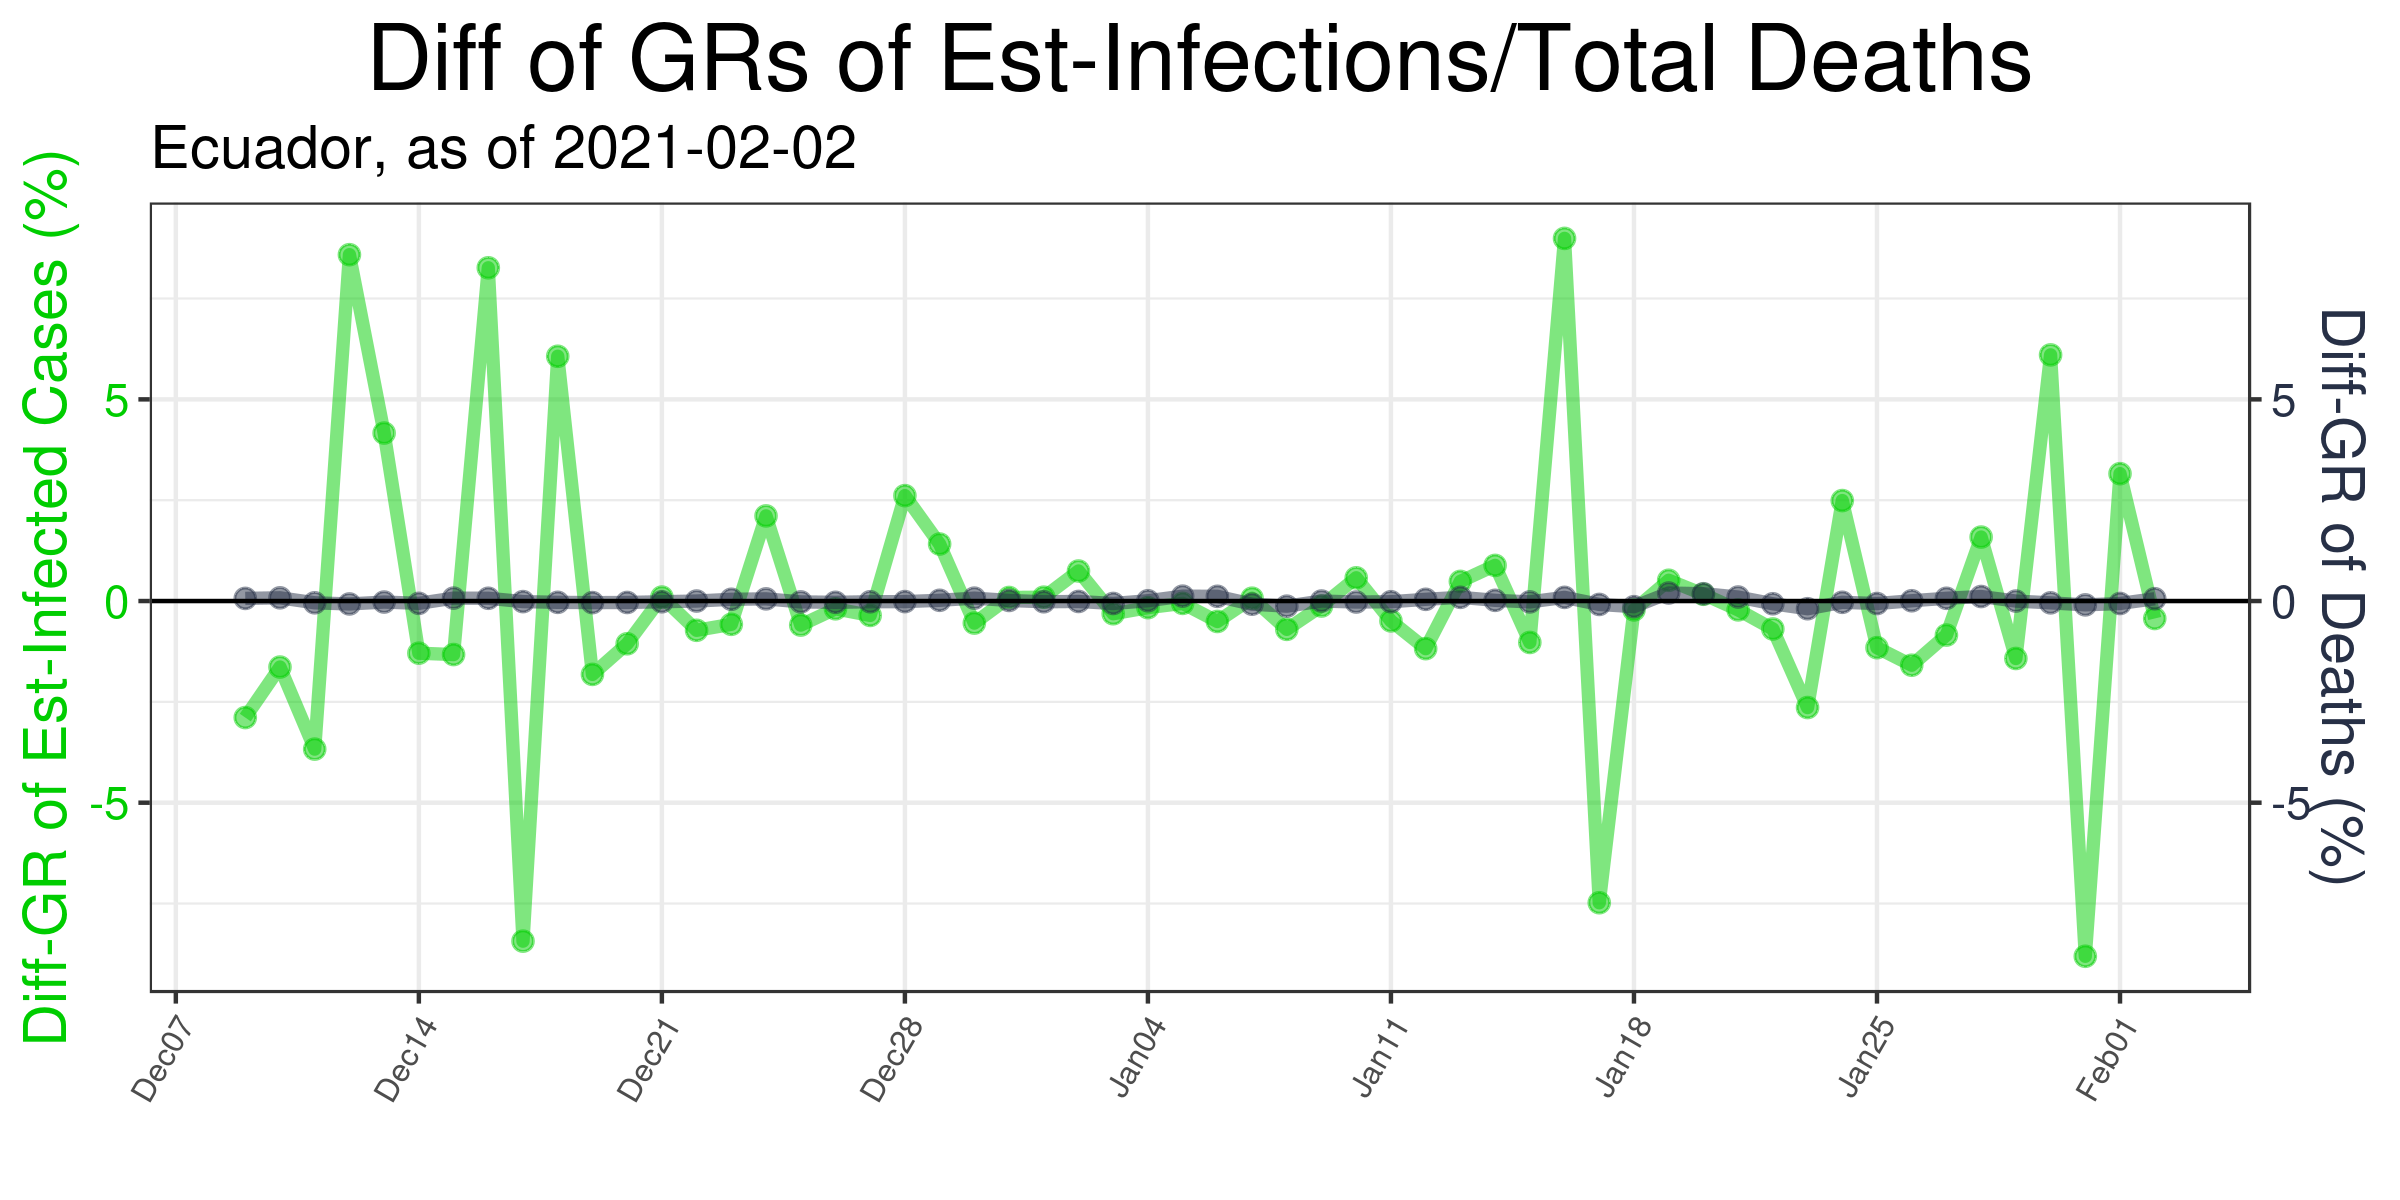 Diff of GRs of Est-Infections/Total Deaths
Ecuador, as of 2021-02-02
Diff-GR of Est-Infected Cases (%)
5
0
-5
5
0
-5
Diff-GR of Deaths (%)
Dec07
Dec14
Dec21
Dec28
Jan04
Jan11
Jan18
Jan25
Feb01